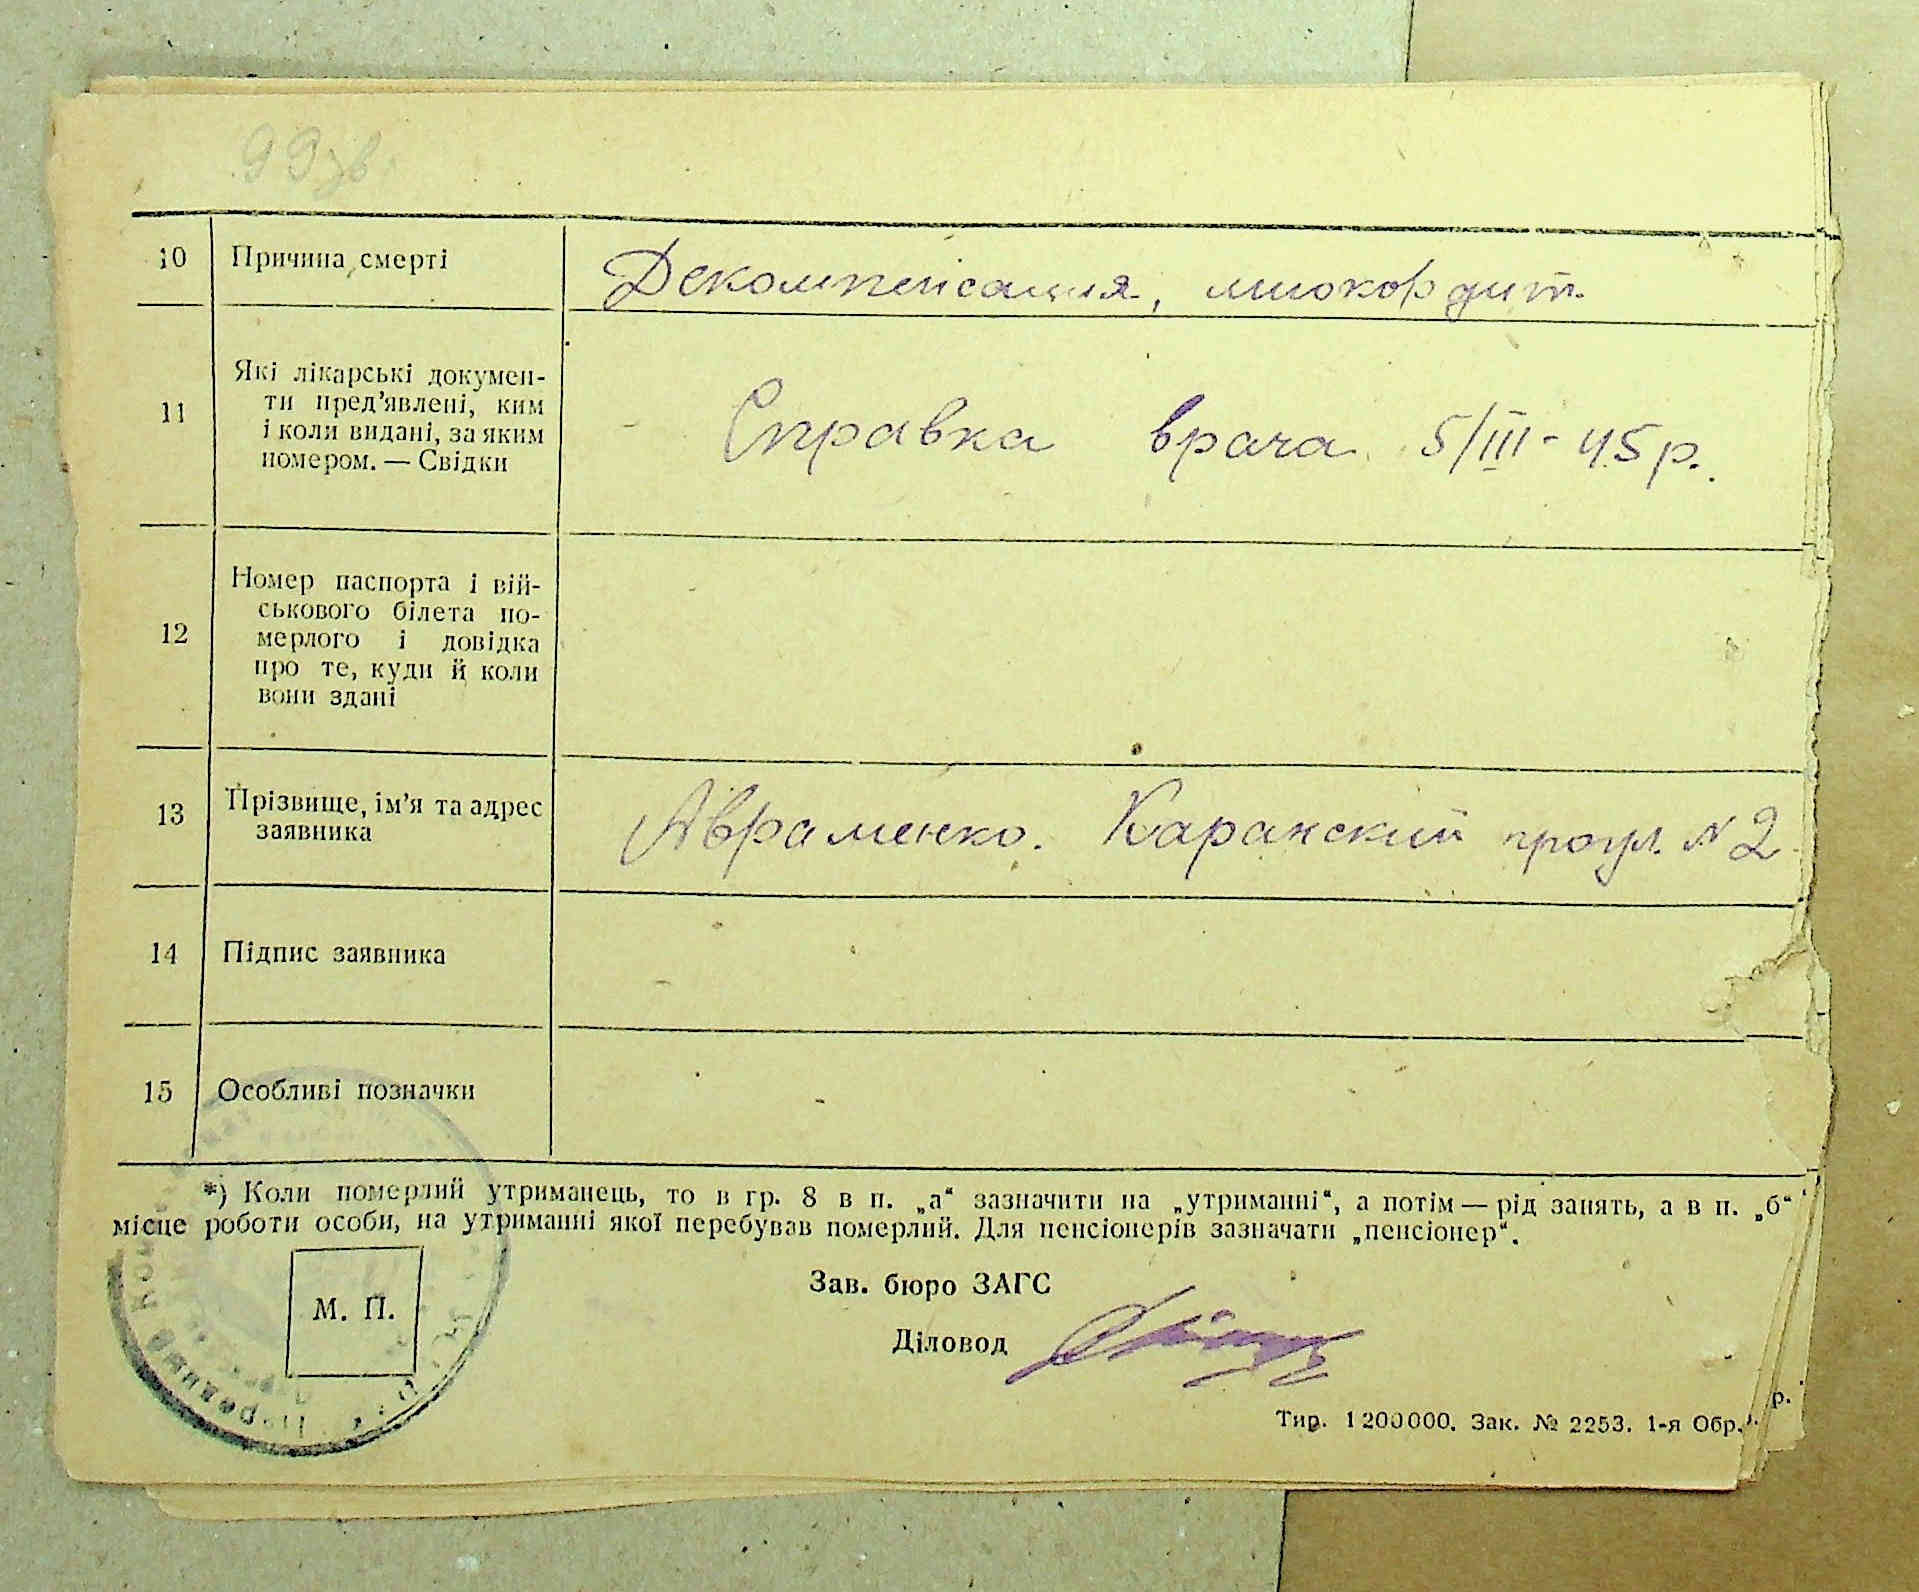 99зв
10 Причина смерті Декомпенсация, миокордит.
11 Які лікарські докумен-
ти пред'явлені, ким
і коли видані, за яким
номером. — Свідки
Справка врача 5/III - 45 р.
12 Номер паспорта і вій-
ськового білета по-
мерлого і довідка
про те, куди й коли
вони здані
13 Прізвище, ім'я та адрес
заявника
Авраменко. Каранский проул. N 2
14 Підпис заявника
15 Особливі позначки
*) Коли померлий утриманець, то в гр. 8 в п. „а“ зазначити на „утриманні“, а потім — рід занять, а в п. „б“
місце роботи особи, на утриманні якої перебував померлий. Для пенсіонерів зазначати „пенсіонер“.
М. П.
Зав. бюро ЗАГС
Діловод
р.
Тир. 1200000. Зак. № 2253. 1-я Обр.